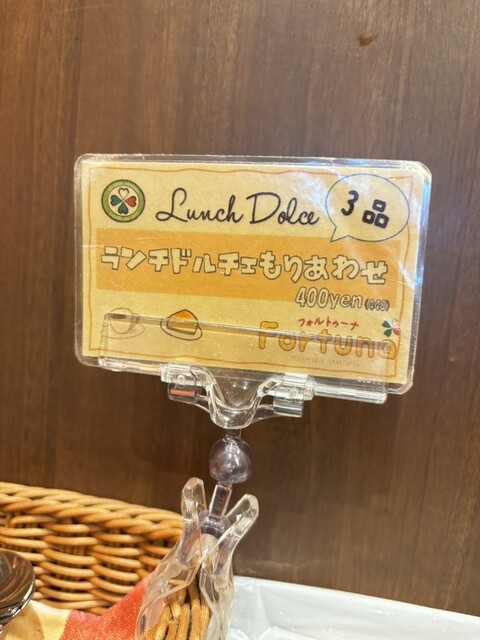 Lunch Dolce
3品
ランチドルチェもりあわせ
400yen
フォルトゥーナ
Fortuna